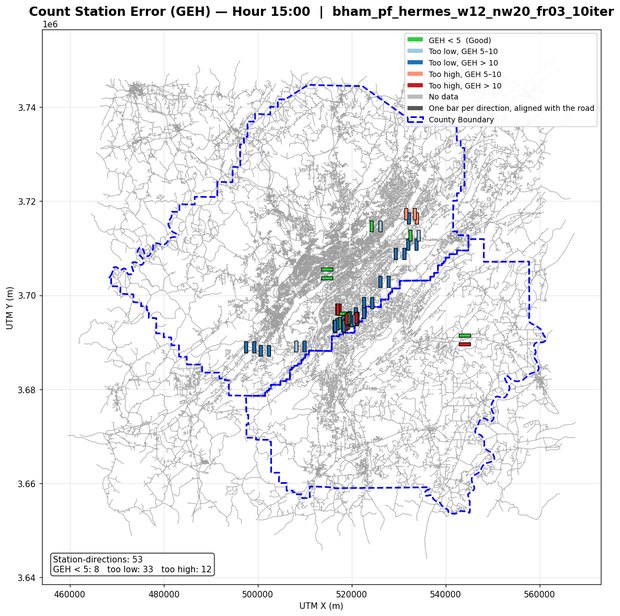 Count Station Error (GEH) — Hour 15:00 | bham_pf_hermes_w12_nw20_fr03_10iter
1e6
GEH < 5 (Good)
Too low, GEH 5–10
Too low, GEH > 10
Too high, GEH 5–10
Too high, GEH > 10
No data
One bar per direction, aligned with the road
County Boundary
3.74
3.72
3.70
3.68
3.66
3.64
UTM Y (m)
Station-directions: 53
GEH < 5: 8 too low: 33 too high: 12
460000 480000 500000 520000 540000 560000
UTM X (m)